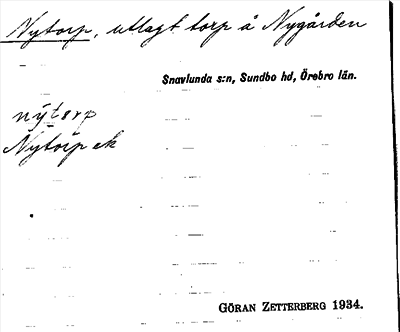 Nytorp, utlagt torp å Nygården
Snavlunda s:n, Sundbo hd, Örebro län.
nýtorp
Nytorp ek
GÖRAN ZETTERBERG 1934.